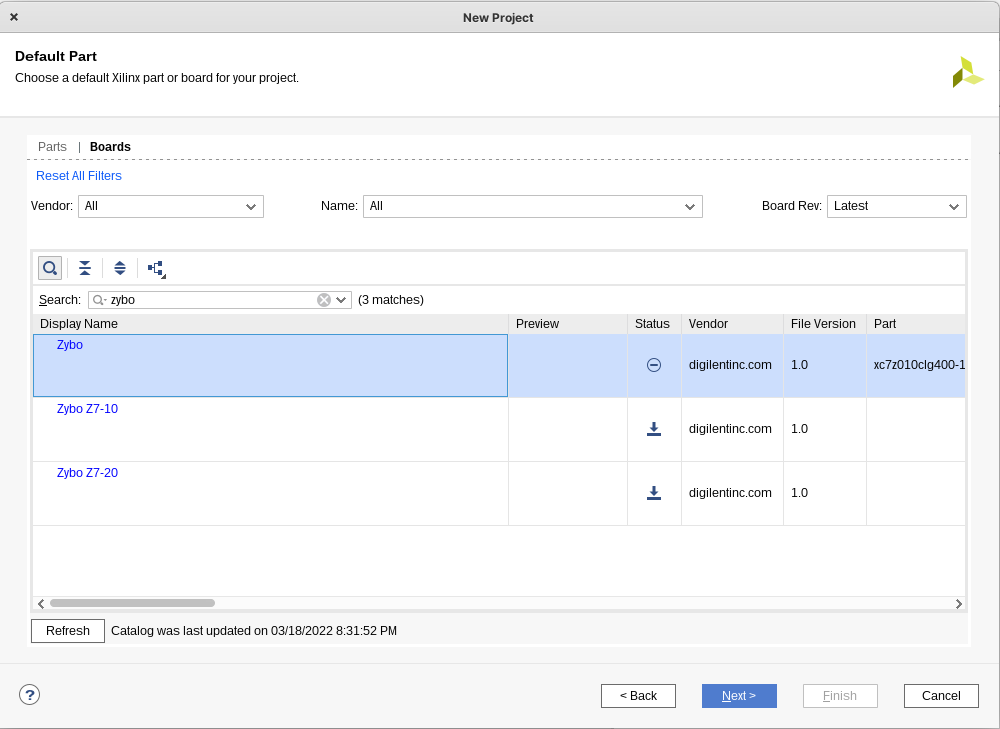 New Project
Default Part
Choose a default Xilinx part or board for your project.
Parts | Boards
Reset All Filters
Vendor: All Name: All Board Rev: Latest
Search: zybo (3 matches)
Display Name Preview Status Vendor File Version Part
Zybo digilentinc.com 1.0 xc7z010clg400-1
Zybo Z7-10 digilentinc.com 1.0
Zybo Z7-20 digilentinc.com 1.0
Refresh Catalog was last updated on 03/18/2022 8:31:52 PM
? < Back Next > Finish Cancel